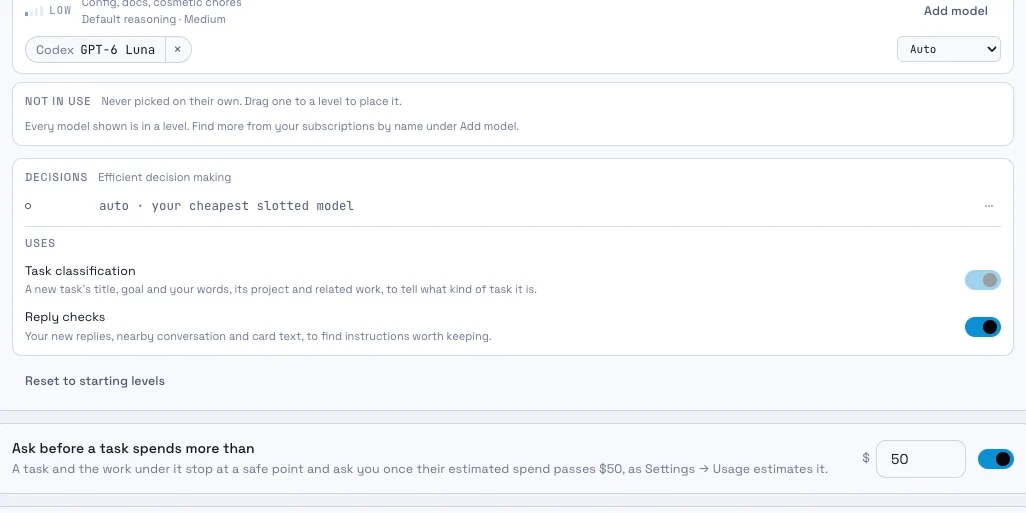 LOW
Config, docs, cosmetic chores
Default reasoning · Medium
Add model
Codex GPT-6 Luna ×
Auto
NOT IN USE Never picked on their own. Drag one to a level to place it.
Every model shown is in a level. Find more from your subscriptions by name under Add model.
DECISIONS Efficient decision making
auto · your cheapest slotted model
…
USES
Task classification
A new task's title, goal and your words, its project and related work, to tell what kind of task it is.
Reply checks
Your new replies, nearby conversation and card text, to find instructions worth keeping.
Reset to starting levels
Ask before a task spends more than
A task and the work under it stop at a safe point and ask you once their estimated spend passes $50, as Settings → Usage estimates it.
$ 50